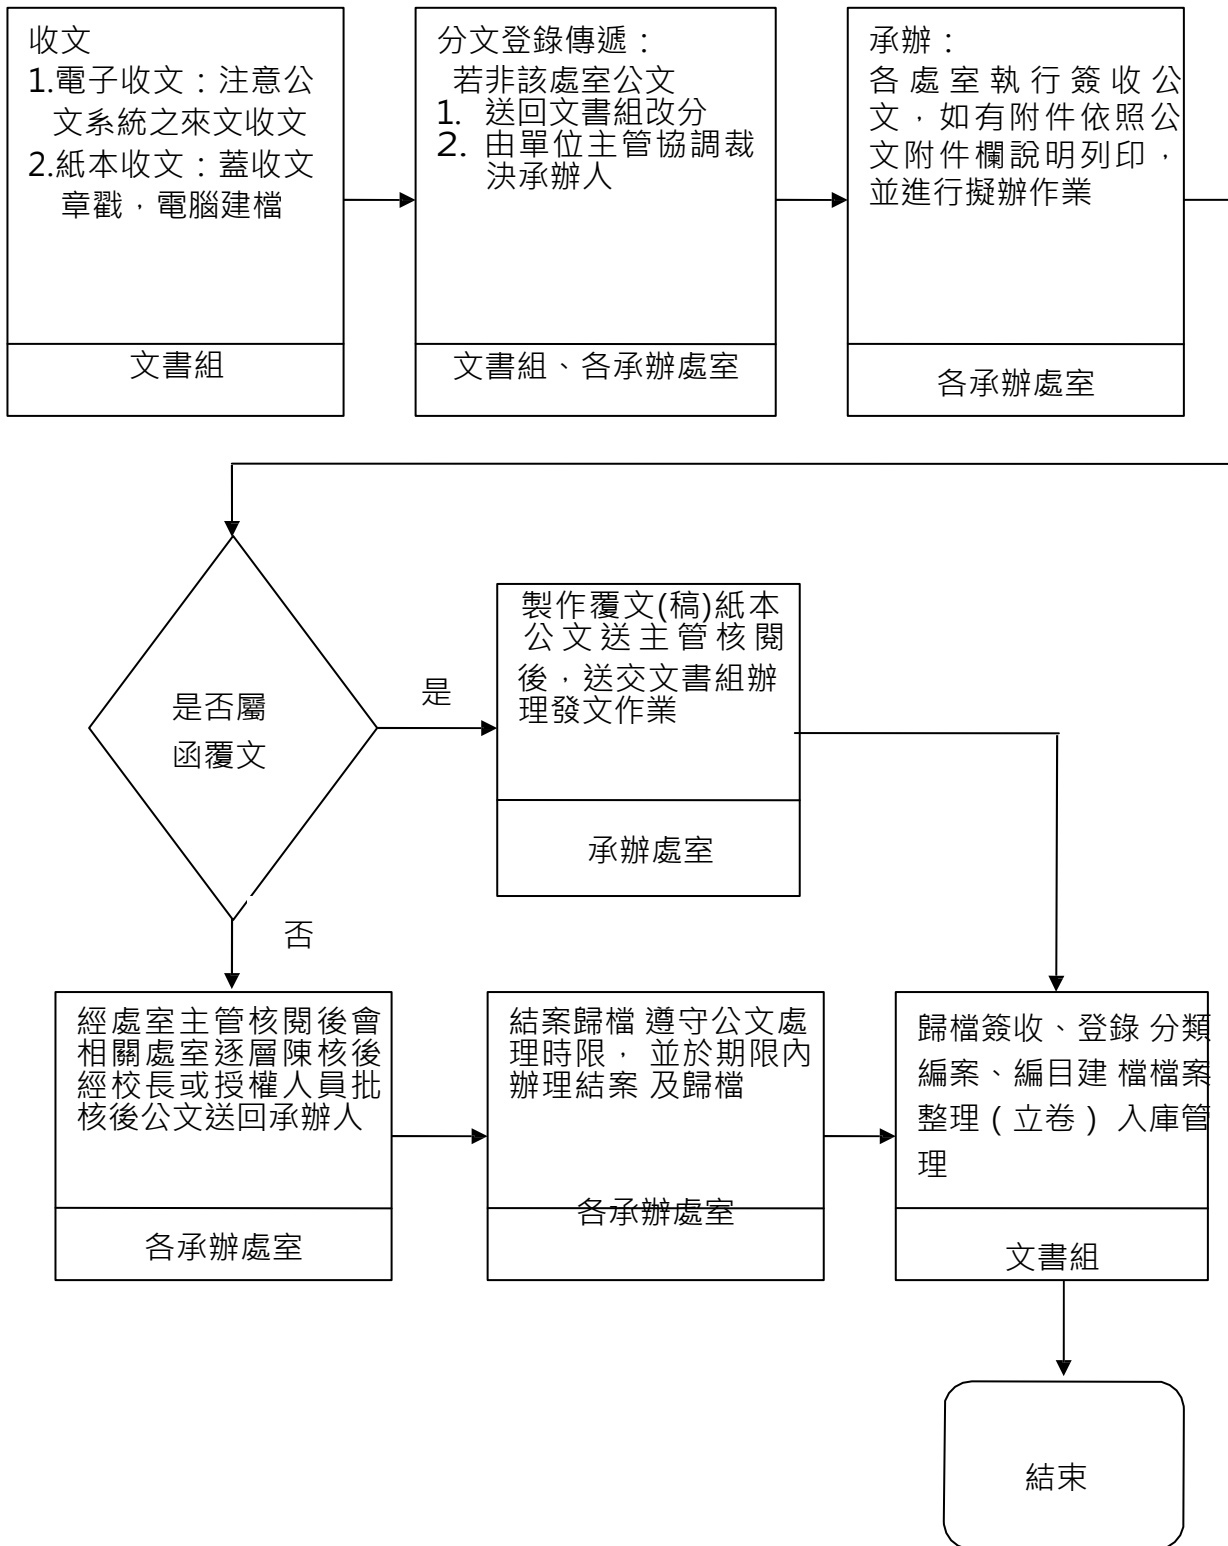 收文
1.電子收文：注意公
文系統之來文收文
2.紙本收文：蓋收文
章戳，電腦建檔
文書組
分文登錄傳遞：
若非該處室公文
1. 送回文書組改分
2. 由單位主管協調裁
決承辦人
文書組、各承辦處室
承辦：
各處室執行簽收公
文，如有附件依照公
文附件欄說明列印，
並進行擬辦作業
各承辦處室
是否屬
函覆文
是
製作覆文(稿)紙本
公文送主管核閱
後，送交文書組辦
理發文作業
承辦處室
否
經處室主管核閱後會
相關處室逐層陳核後
經校長或授權人員批
核後公文送回承辦人
各承辦處室
結案歸檔 遵守公文處
理時限， 並於期限內
辦理結案 及歸檔
各承辦處室
歸檔簽收、登錄 分類
編案、編目建 檔檔案
整理（立卷） 入庫管
理
文書組
結束